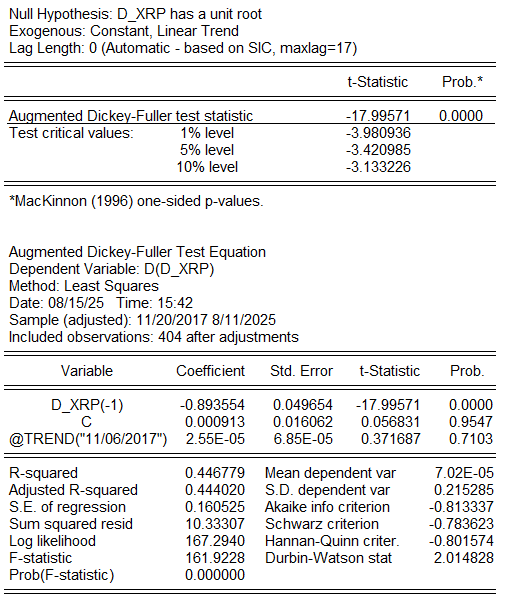 Null Hypothesis: D_XRP has a unit root
Exogenous: Constant, Linear Trend
Lag Length: 0 (Automatic - based on SIC, maxlag=17)
t-Statistic Prob.*
Augmented Dickey-Fuller test statistic -17.99571 0.0000
Test critical values: 1% level -3.980936
5% level -3.420985
10% level -3.133226
*MacKinnon (1996) one-sided p-values.
Augmented Dickey-Fuller Test Equation
Dependent Variable: D(D_XRP)
Method: Least Squares
Date: 08/15/25 Time: 15:42
Sample (adjusted): 11/20/2017 8/11/2025
Included observations: 404 after adjustments
Variable Coefficient Std. Error t-Statistic Prob.
D_XRP(-1) -0.893554 0.049654 -17.99571 0.0000
C 0.000913 0.016062 0.056831 0.9547
@TREND("11/06/2017") 2.55E-05 6.85E-05 0.371687 0.7103
R-squared 0.446779 Mean dependent var 7.02E-05
Adjusted R-squared 0.444020 S.D. dependent var 0.215285
S.E. of regression 0.160525 Akaike info criterion -0.813337
Sum squared resid 10.33307 Schwarz criterion -0.783623
Log likelihood 167.2940 Hannan-Quinn criter. -0.801574
F-statistic 161.9228 Durbin-Watson stat 2.014828
Prob(F-statistic) 0.000000